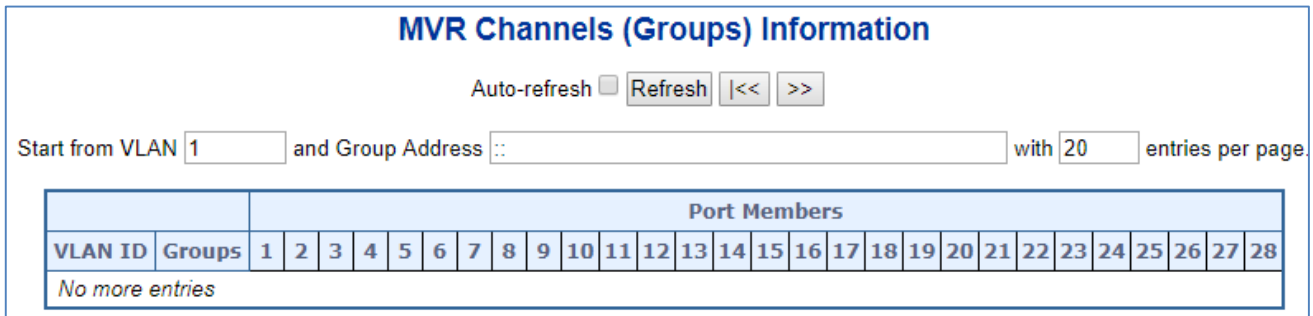 MVR Channels (Groups) Information
Auto-refresh Refresh |<< >>
Start from VLAN 1 and Group Address :: with 20 entries per page.
Port Members
VLAN ID Groups 1 2 3 4 5 6 7 8 9 10 11 12 13 14 15 16 17 18 19 20 21 22 23 24 25 26 27 28
No more entries